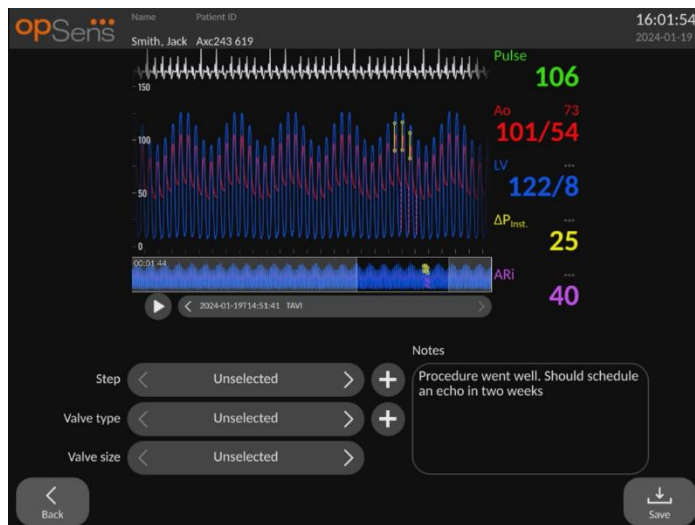 opSens
Name Patient ID
Smith, Jack Axc243 619
16:01:54
2024-01-19
150
100
50
0
Pulse
106
Ao 73
101/54
LV ---
122/8
ΔPInst. ---
25
ARi ---
40
00:01:44
2024-01-19T14:51:41 TAVI
Step Unselected
Valve type Unselected
Valve size Unselected
Notes
Procedure went well. Should schedule
an echo in two weeks
Back
Save